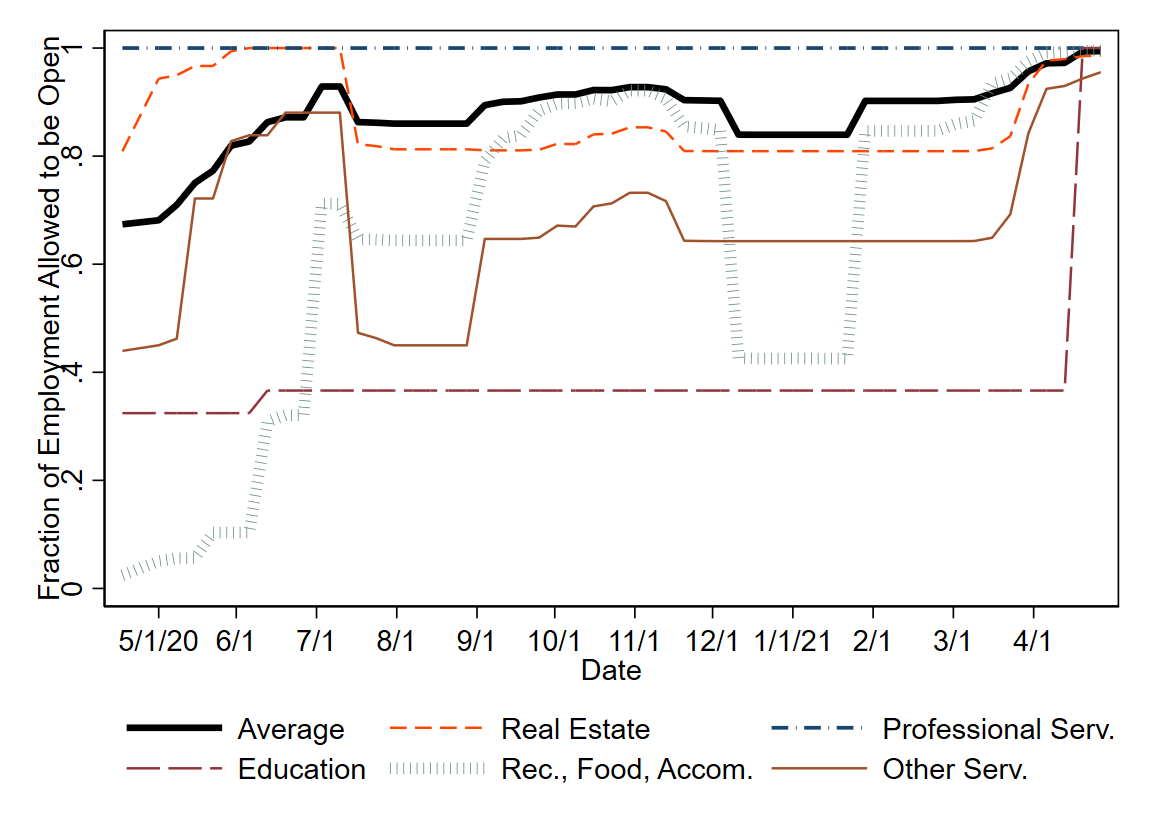 Fraction of Employment Allowed to be Open
1
.8
.6
.4
.2
0
5/1/20 6/1 7/1 8/1 9/1 10/1 11/1 12/1 1/1/21 2/1 3/1 4/1
Date
Average Real Estate Professional Serv.
Education Rec., Food, Accom. Other Serv.